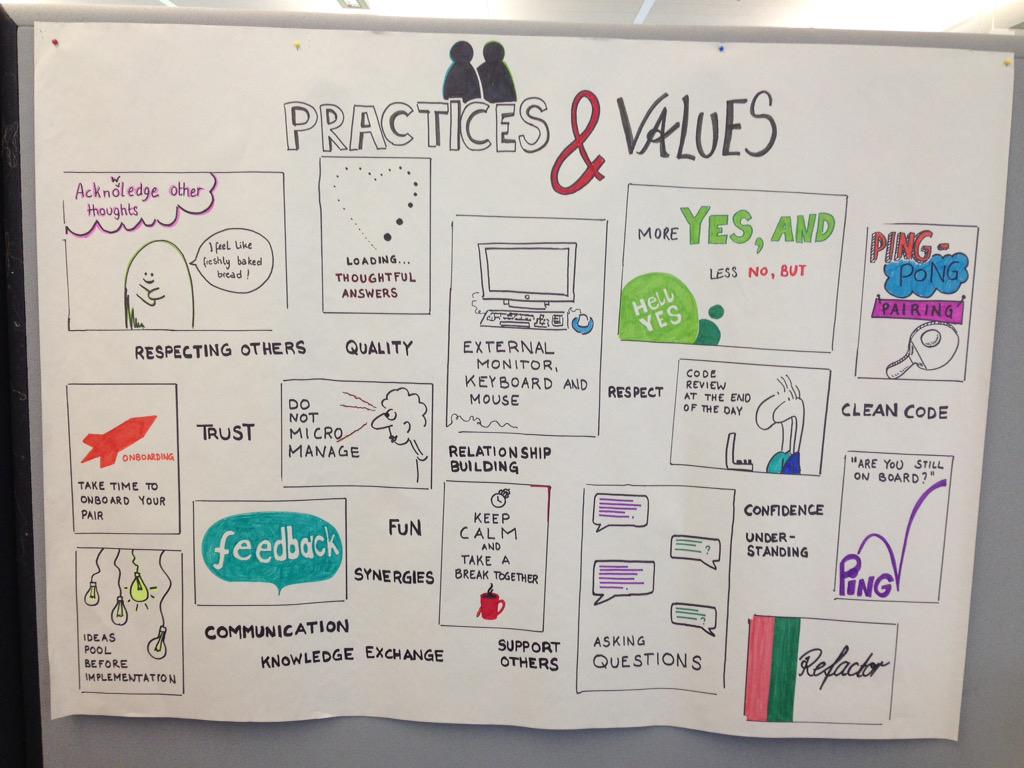 PRACTICES & VALUES
Acknowledge other
thoughts
I feel like
freshly baked
bread!
LOADING...
THOUGHTFUL
ANSWERS
EXTERNAL
MONITOR,
KEYBOARD AND
MOUSE
MORE YES, AND
LESS NO, BUT
HELL
YES
PING-
PONG
PAIRING
RESPECTING OTHERS
QUALITY
RESPECT
CLEAN CODE
ONBOARDING
TAKE TIME TO
ONBOARD YOUR
PAIR
TRUST
DO
NOT
MICRO
MANAGE
RELATIONSHIP
BUILDING
CODE
REVIEW
AT THE END
OF THE DAY
"ARE YOU STILL
ON BOARD?"
PING
feedback
FUN
SYNERGIES
KEEP
CALM
AND
TAKE A
BREAK TOGETHER
?
?
ASKING
QUESTIONS
CONFIDENCE
UNDER-
STANDING
IDEAS
POOL
BEFORE
IMPLEMENTATION
COMMUNICATION
KNOWLEDGE EXCHANGE
SUPPORT
OTHERS
Refactor